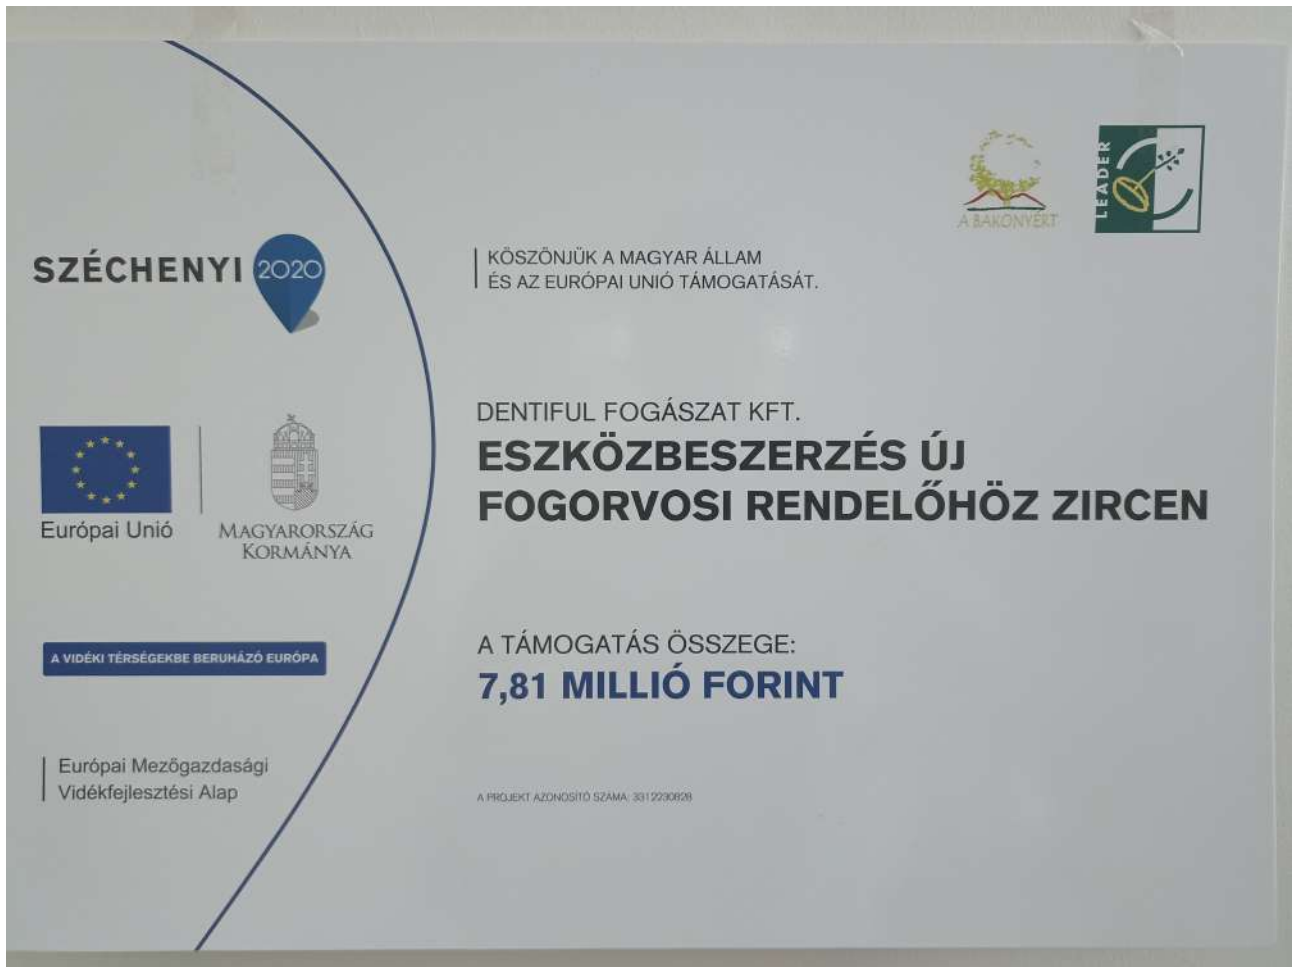 SZÉCHENYI 2020
Európai Unió
MAGYARORSZÁG
KORMÁNYA
A VIDÉKI TÉRSÉGEKBE BERUHÁZÓ EURÓPA
Európai Mezőgazdasági
Vidékfejlesztési Alap
A BAKONYÉRT
LEADER
KÖSZÖNJÜK A MAGYAR ÁLLAM
ÉS AZ EURÓPAI UNIÓ TÁMOGATÁSÁT.
DENTIFUL FOGÁSZAT KFT.
ESZKÖZBESZERZÉS ÚJ
FOGORVOSI RENDELŐHÖZ ZIRCEN
A TÁMOGATÁS ÖSSZEGE:
7,81 MILLIÓ FORINT
A PROJEKT AZONOSÍTÓ SZÁMA: 3312230828